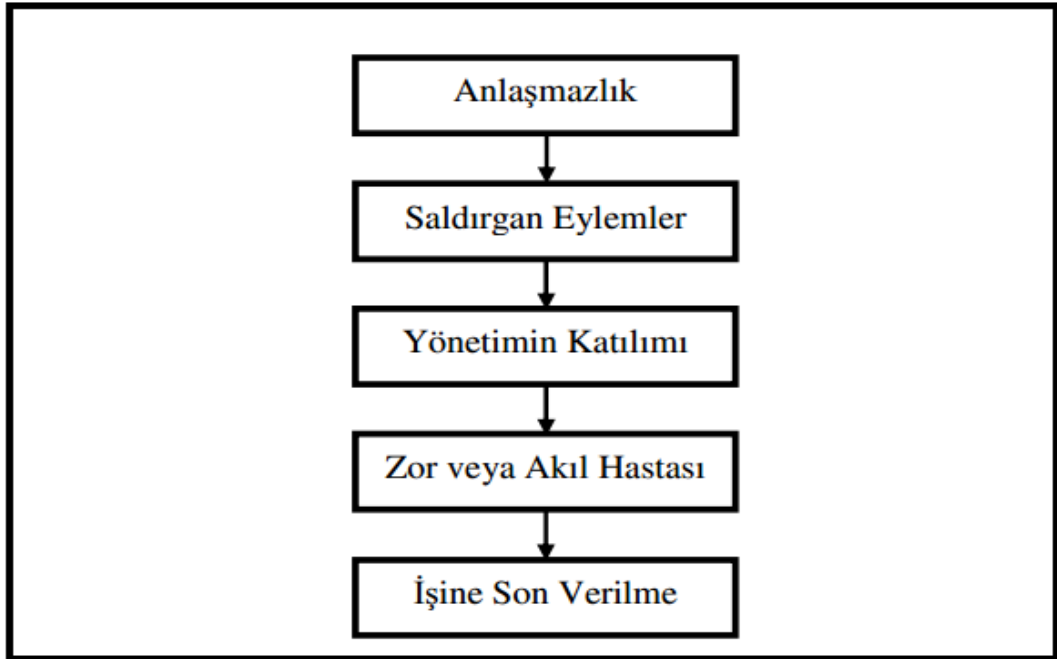 Anlaşmazlık
Saldırgan Eylemler
Yönetimin Katılımı
Zor veya Akıl Hastası
İşine Son Verilme